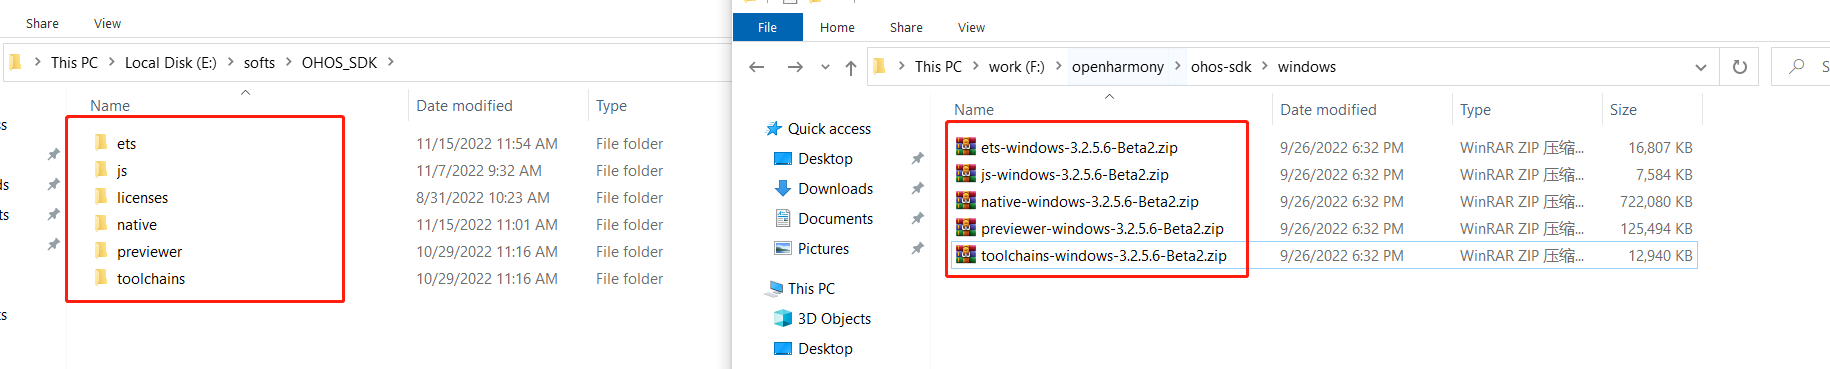 Share View
This PC > Local Disk (E:) > softs > OHOS_SDK >
Name Date modified Type
ets 11/15/2022 11:54 AM File folder
js 11/7/2022 9:32 AM File folder
licenses 8/31/2022 10:23 AM File folder
native 11/15/2022 11:01 AM File folder
previewer 10/29/2022 11:16 AM File folder
toolchains 10/29/2022 11:16 AM File folder
File Home Share View
This PC > work (F:) > openharmony > ohos-sdk > windows
S
Quick access
Desktop
Downloads
Documents
Pictures
This PC
3D Objects
Desktop
Name Date modified Type Size
ets-windows-3.2.5.6-Beta2.zip 9/26/2022 6:32 PM WinRAR ZIP 压缩... 16,807 KB
js-windows-3.2.5.6-Beta2.zip 9/26/2022 6:32 PM WinRAR ZIP 压缩... 7,584 KB
native-windows-3.2.5.6-Beta2.zip 9/26/2022 6:32 PM WinRAR ZIP 压缩... 722,080 KB
previewer-windows-3.2.5.6-Beta2.zip 9/26/2022 6:32 PM WinRAR ZIP 压缩... 125,494 KB
toolchains-windows-3.2.5.6-Beta2.zip 9/26/2022 6:32 PM WinRAR ZIP 压缩... 12,940 KB